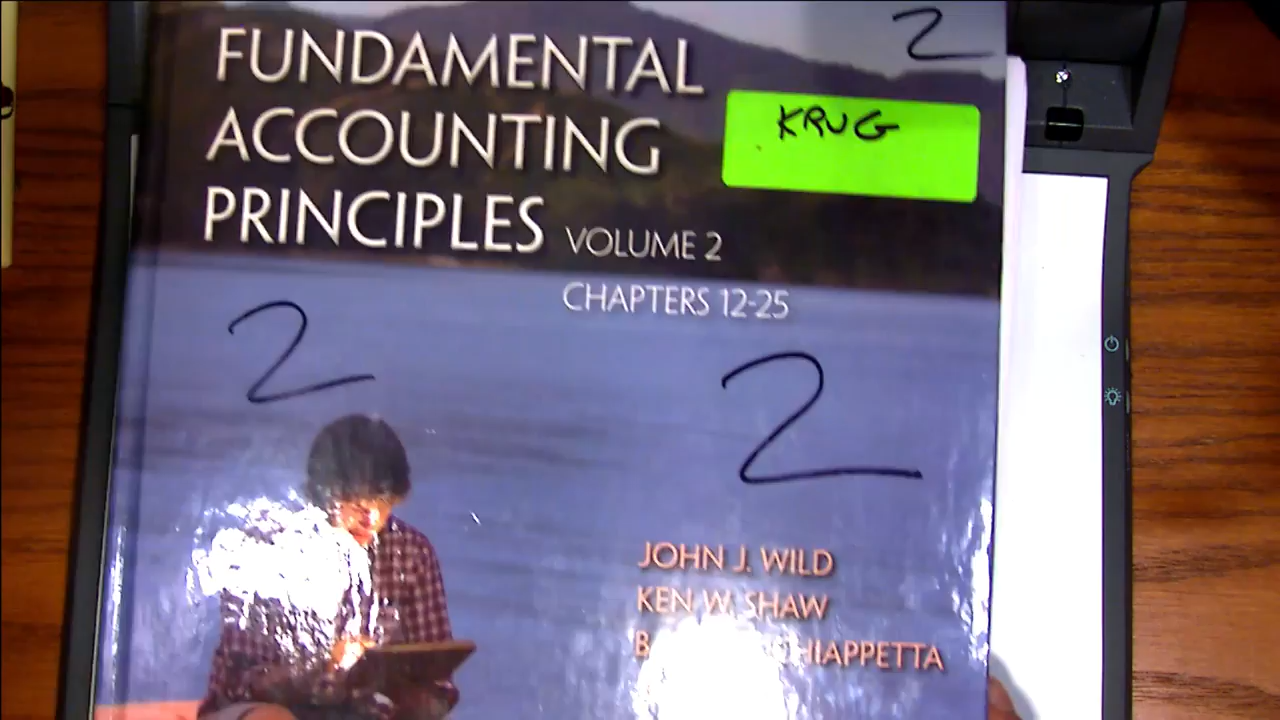 2
FUNDAMENTAL
ACCOUNTING
PRINCIPLES VOLUME 2
KRUG
CHAPTERS 12-25
2
2
JOHN J. WILD
KEN W. SHAW